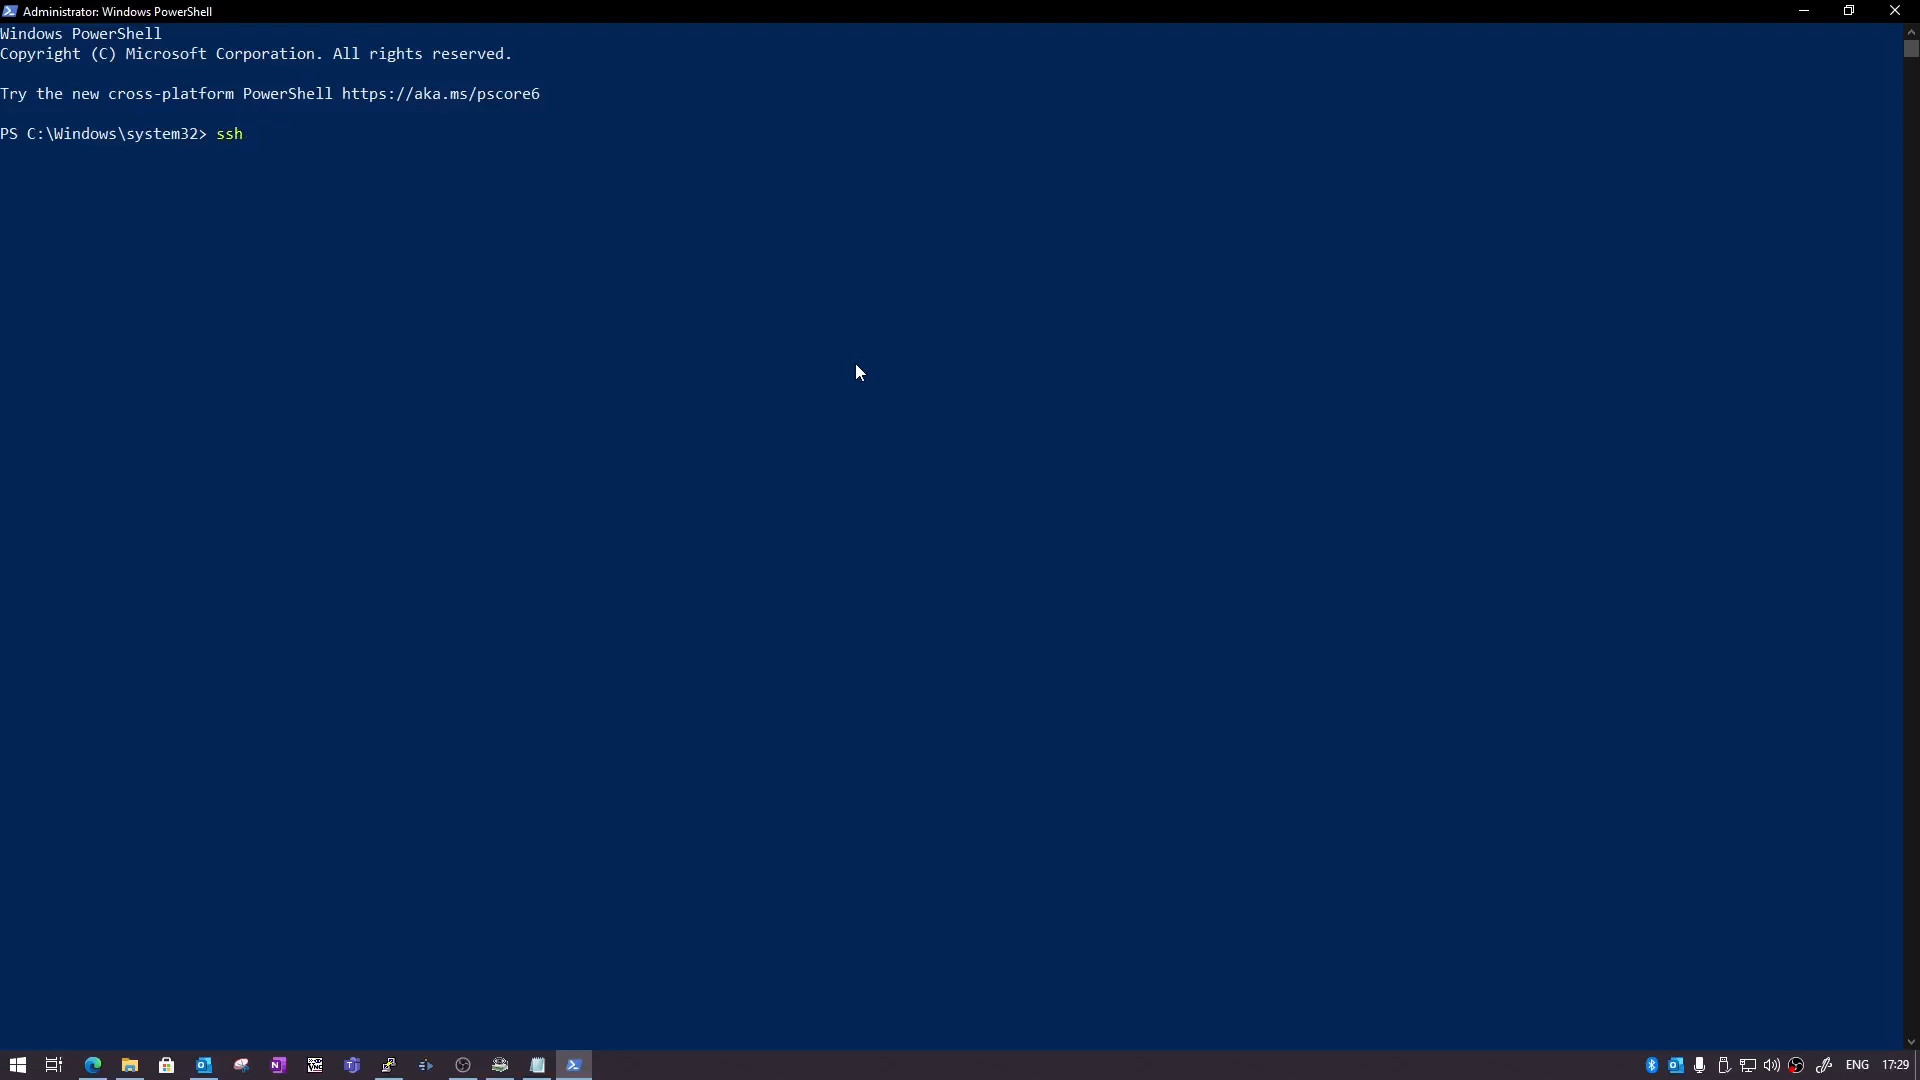 Administrator: Windows PowerShell
Windows PowerShell
Copyright (C) Microsoft Corporation. All rights reserved.
Try the new cross-platform PowerShell https://aka.ms/pscore6
PS C:\Windows\system32> ssh
ENG 17:29